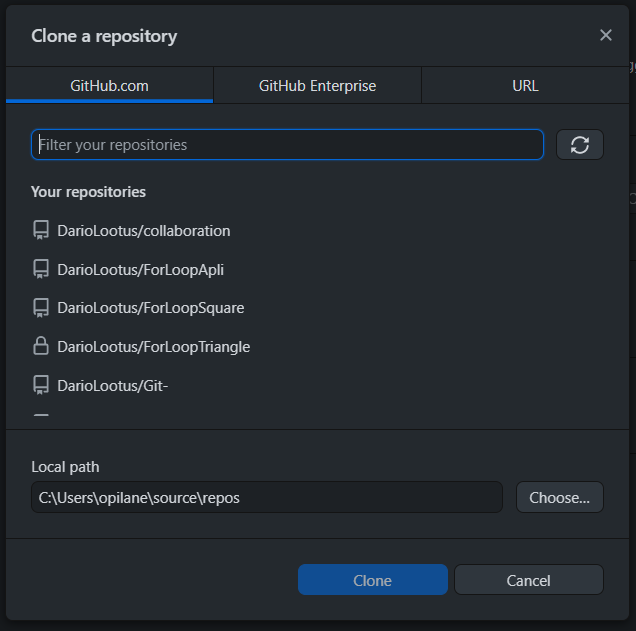 Clone a repository
GitHub.com
GitHub Enterprise
URL
Filter your repositories
Your repositories
DarioLootus/collaboration
DarioLootus/ForLoopApli
DarioLootus/ForLoopSquare
DarioLootus/ForLoopTriangle
DarioLootus/Git-
Local path
C:\Users\opilane\source\repos
Choose...
Clone
Cancel